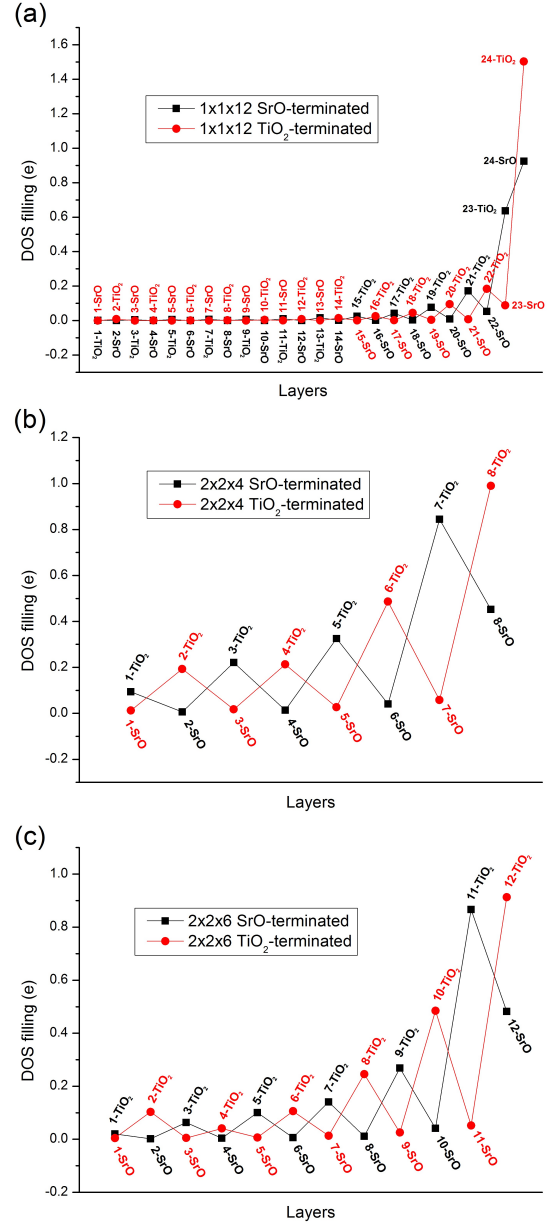 (a)
1.6
1.4
1.2
1.0
0.8
0.6
0.4
0.2
0.0
-0.2
DOS filling (e)
Layers
1x1x12 SrO-terminated
1x1x12 TiO₂-terminated
24-TiO₂
24-SrO
23-TiO₂
23-SrO
1-SrO
2-TiO₂
3-SrO
4-TiO₂
5-SrO
6-TiO₂
7-SrO
8-TiO₂
9-SrO
10-TiO₂
11-SrO
12-TiO₂
13-SrO
14-TiO₂
15-TiO₂
16-TiO₂
17-TiO₂
18-TiO₂
19-TiO₂
20-TiO₂
21-TiO₂
22-TiO₂
1-TiO₂
2-SrO
3-TiO₂
4-SrO
5-TiO₂
6-SrO
7-TiO₂
8-SrO
9-TiO₂
10-SrO
11-TiO₂
12-SrO
13-TiO₂
14-SrO
15-SrO
16-SrO
17-SrO
18-SrO
19-SrO
20-SrO
21-SrO
22-SrO
(b)
1.2
1.0
0.8
0.6
0.4
0.2
0.0
-0.2
DOS filling (e)
Layers
2x2x4 SrO-terminated
2x2x4 TiO₂-terminated
1-TiO₂
2-TiO₂
3-TiO₂
4-TiO₂
5-TiO₂
6-TiO₂
7-TiO₂
8-TiO₂
1-SrO
2-SrO
3-SrO
4-SrO
5-SrO
6-SrO
7-SrO
8-SrO
(c)
1.0
0.8
0.6
0.4
0.2
0.0
-0.2
DOS filling (e)
Layers
2x2x6 SrO-terminated
2x2x6 TiO₂-terminated
1-TiO₂
2-TiO₂
3-TiO₂
4-TiO₂
5-TiO₂
6-TiO₂
7-TiO₂
8-TiO₂
9-TiO₂
10-TiO₂
11-TiO₂
12-TiO₂
1-SrO
2-SrO
3-SrO
4-SrO
5-SrO
6-SrO
7-SrO
8-SrO
9-SrO
10-SrO
11-SrO
12-SrO